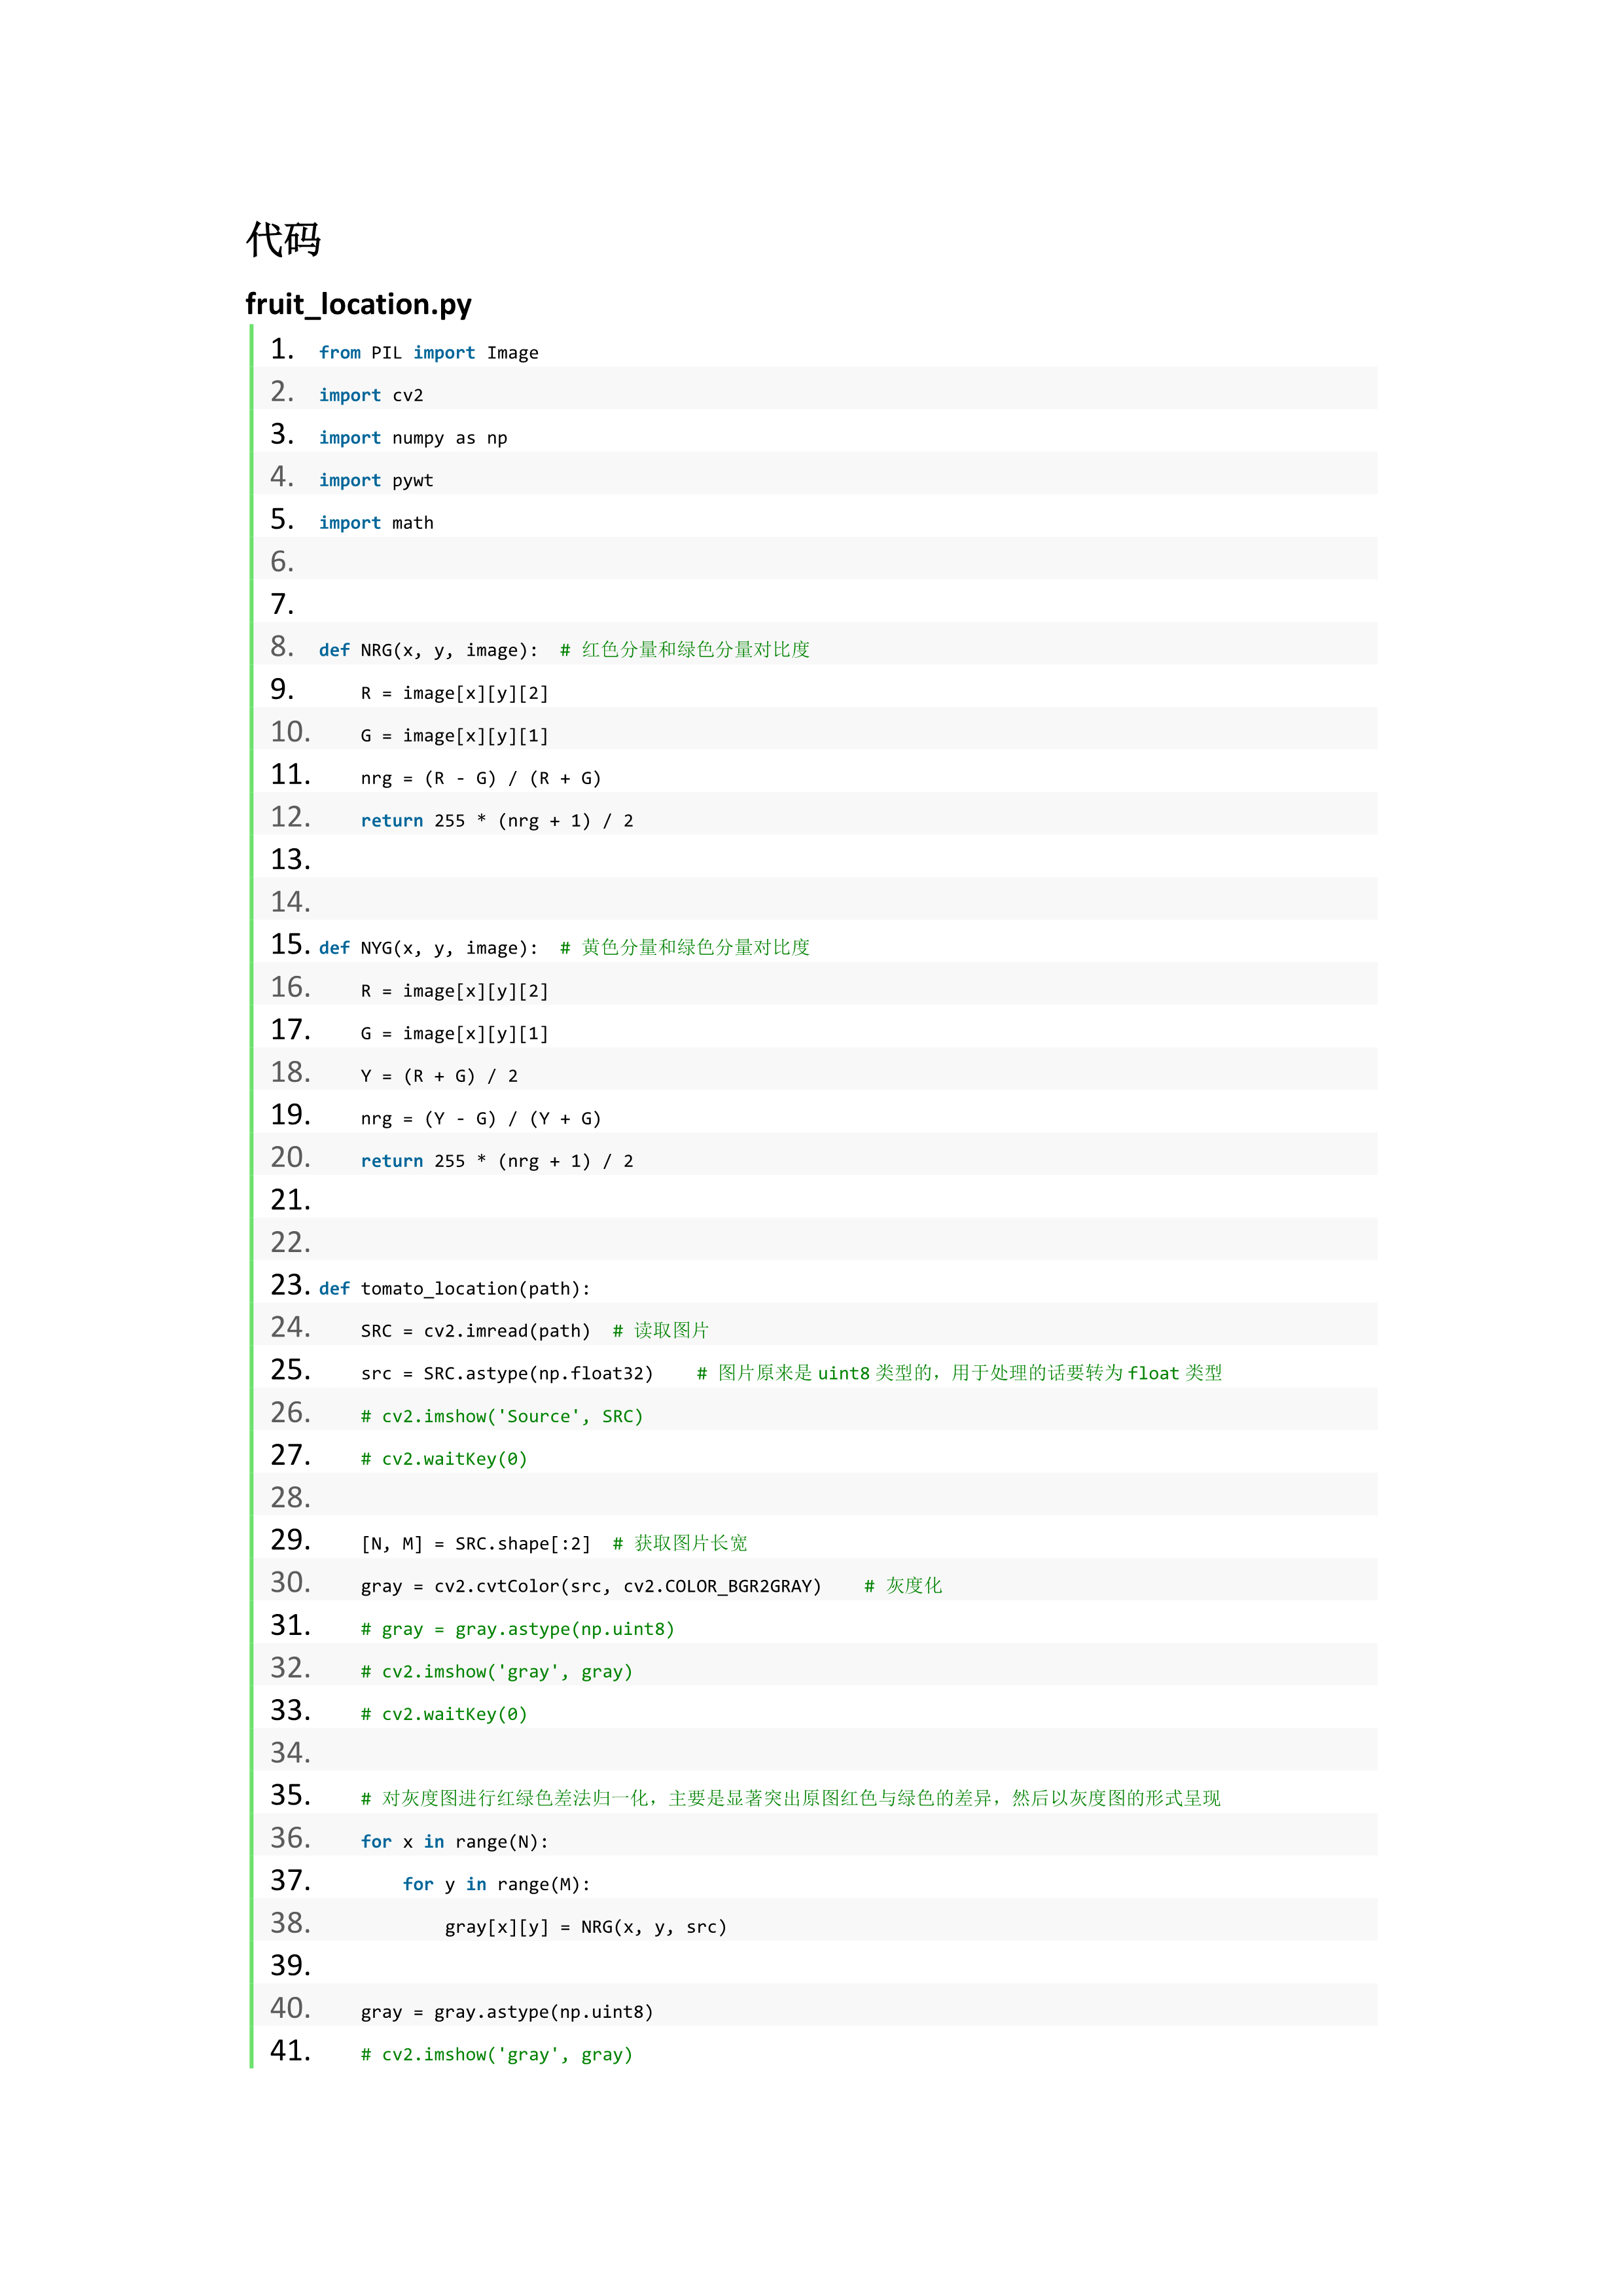 代码
fruit_location.py
1. from PIL import Image
2. import cv2
3. import numpy as np
4. import pywt
5. import math
6.
7.
8. def NRG(x, y, image):  # 红色分量和绿色分量对比度
9.     R = image[x][y][2]
10.     G = image[x][y][1]
11.     nrg = (R - G) / (R + G)
12.     return 255 * (nrg + 1) / 2
13.
14.
15. def NYG(x, y, image):  # 黄色分量和绿色分量对比度
16.     R = image[x][y][2]
17.     G = image[x][y][1]
18.     Y = (R + G) / 2
19.     nrg = (Y - G) / (Y + G)
20.     return 255 * (nrg + 1) / 2
21.
22.
23. def tomato_location(path):
24.     SRC = cv2.imread(path)  # 读取图片
25.     src = SRC.astype(np.float32)    # 图片原来是 uint8 类型的，用于处理的话要转为 float 类型
26.     # cv2.imshow('Source', SRC)
27.     # cv2.waitKey(0)
28.
29.     [N, M] = SRC.shape[:2]  # 获取图片长宽
30.     gray = cv2.cvtColor(src, cv2.COLOR_BGR2GRAY)    # 灰度化
31.     # gray = gray.astype(np.uint8)
32.     # cv2.imshow('gray', gray)
33.     # cv2.waitKey(0)
34.
35.     # 对灰度图进行红绿色差法归一化，主要是显著突出原图红色与绿色的差异，然后以灰度图的形式呈现
36.     for x in range(N):
37.         for y in range(M):
38.             gray[x][y] = NRG(x, y, src)
39.
40.     gray = gray.astype(np.uint8)
41.     # cv2.imshow('gray', gray)